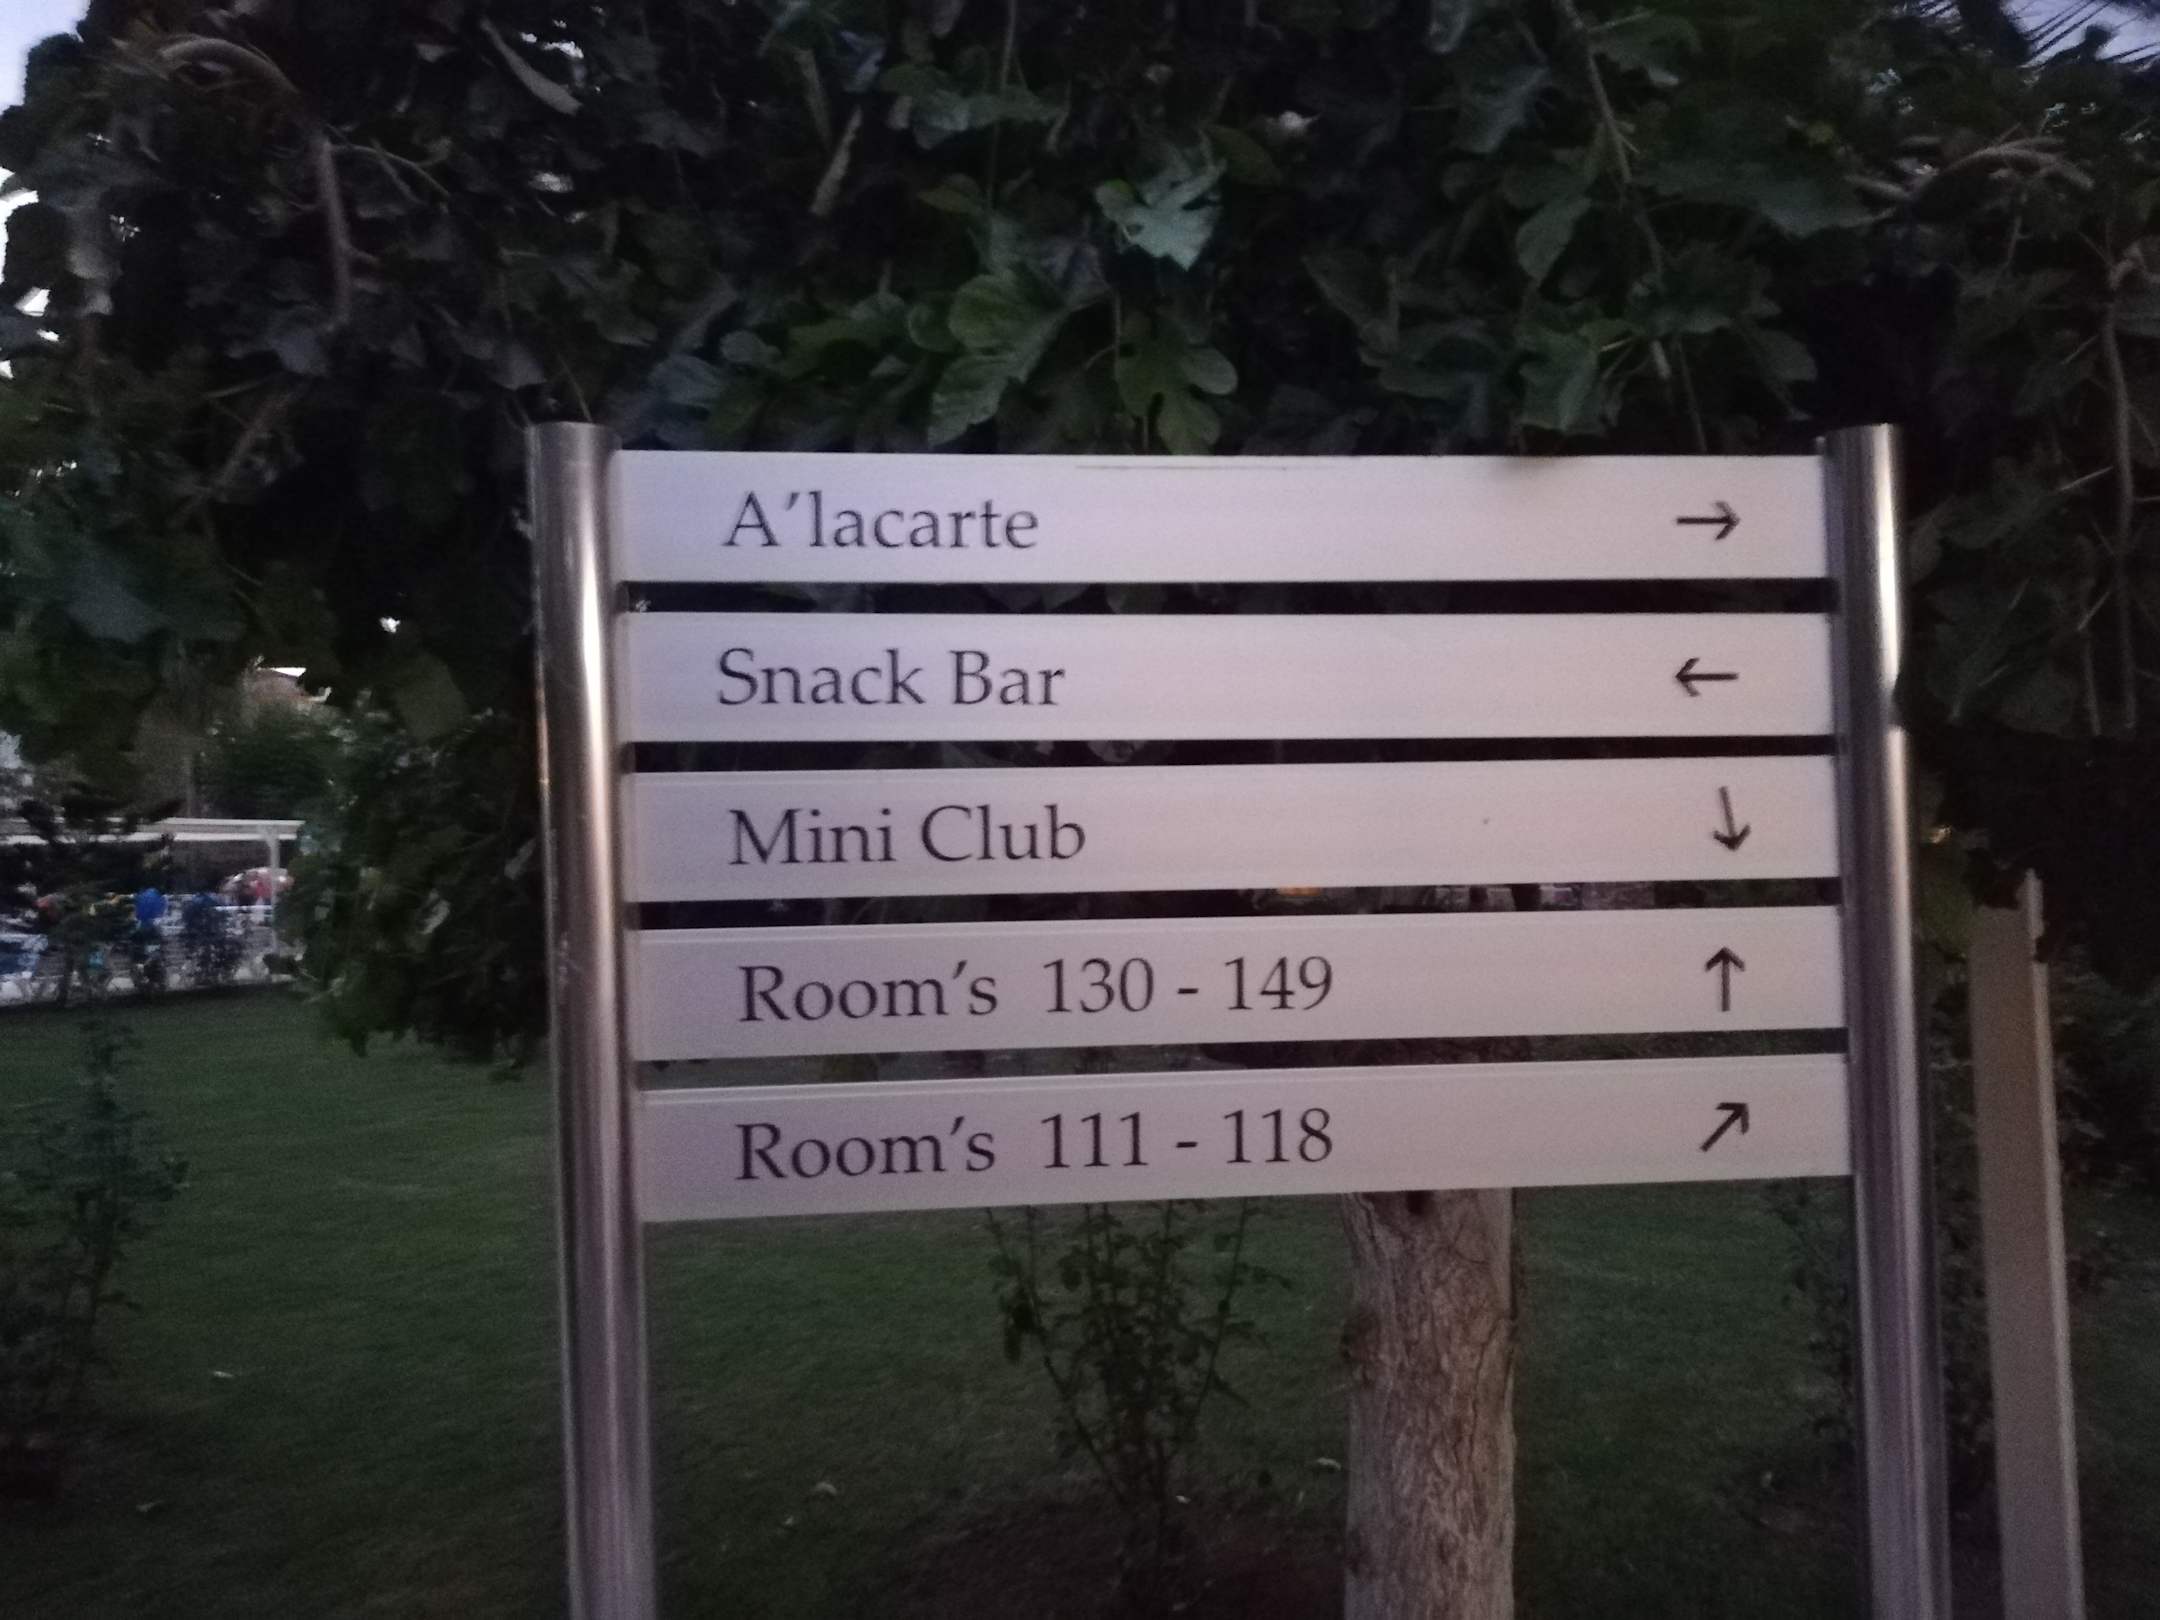 A'lacarte →
Snack Bar ←
Mini Club ↓
Room's 130 - 149 ↑
Room's 111 - 118 ↗